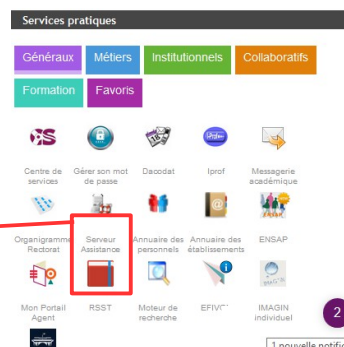 Services pratiques
Généraux Métiers Institutionnels Collaboratifs
Formation Favoris
Centre de services
Gérer son mot de passe
Dacodat
Iprof
Messagerie académique
Organigramme Rectorat
Serveur Assistance
Annuaire des personnels
Annuaire des établissements
ENSAP
Mon Portail Agent
RSST
Moteur de recherche
IMAGIN individuel
2
1 nouvelle